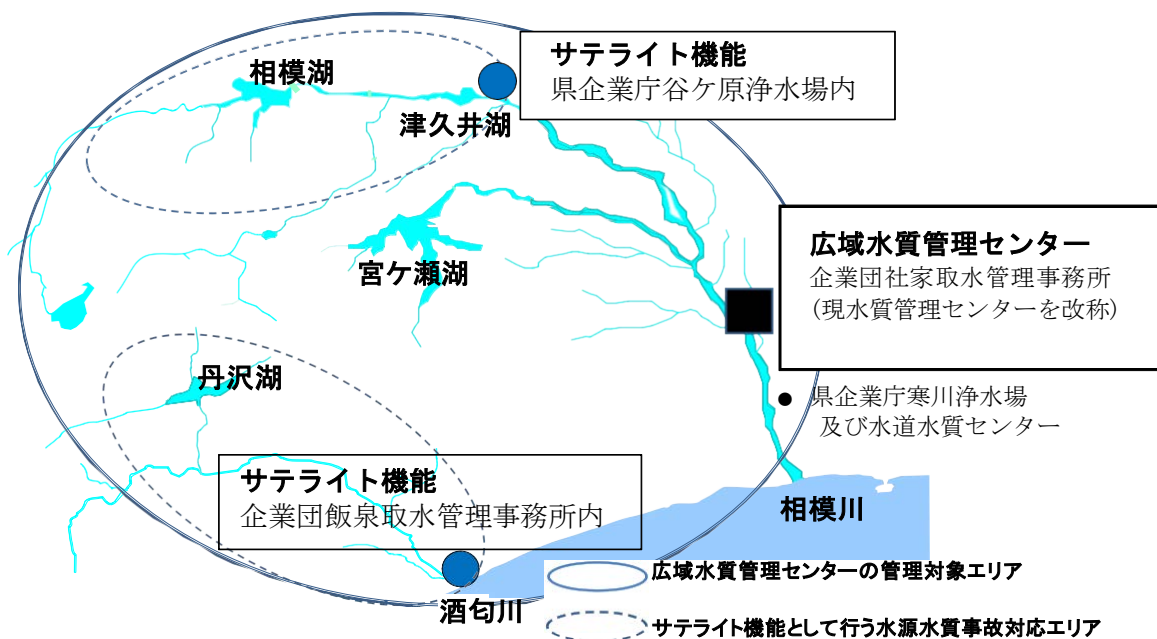 サテライト機能
県企業庁谷ケ原浄水場内
相模湖
津久井湖
広域水質管理センター
企業団社家取水管理事務所
(現水質管理センターを改称)
宮ケ瀬湖
丹沢湖
県企業庁寒川浄水場
及び水道水質センター
サテライト機能
企業団飯泉取水管理事務所内
相模川
広域水質管理センターの管理対象エリア
酒匂川
サテライト機能として行う水源水質事故対応エリア